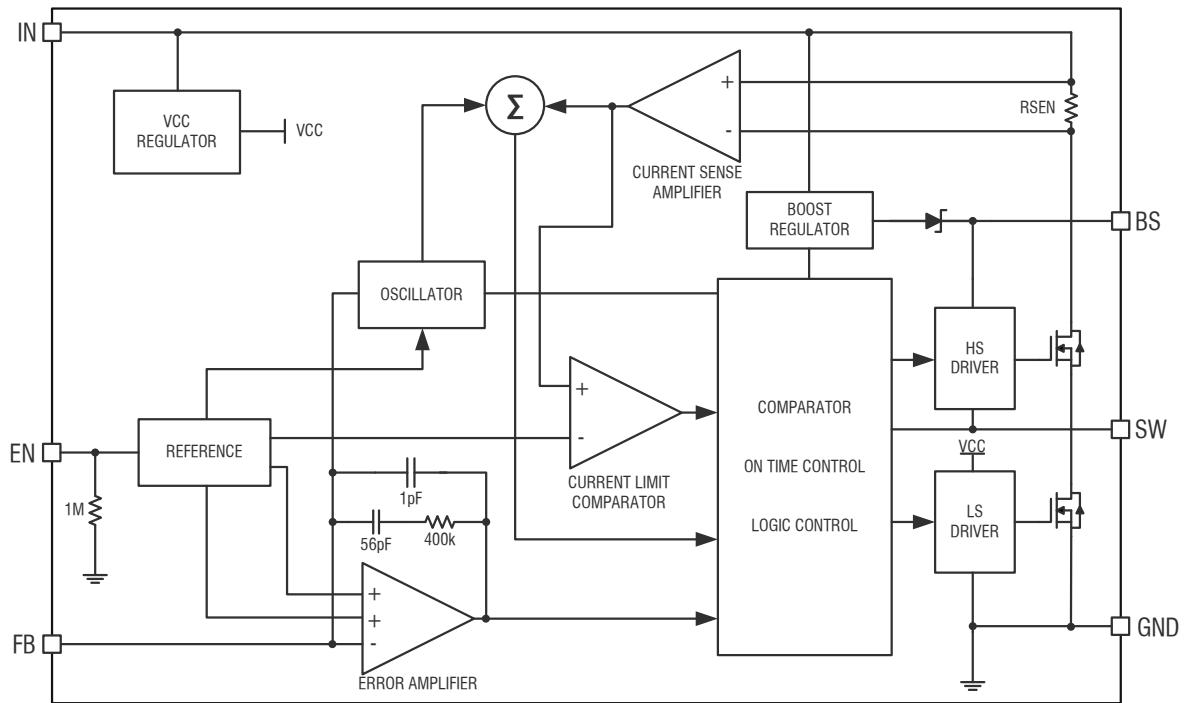 IN
VCC
REGULATOR
VCC
Σ
+
-
CURRENT SENSE
AMPLIFIER
RSEN
BOOST
REGULATOR
BS
OSCILLATOR
HS
DRIVER
+
-
CURRENT LIMIT
COMPARATOR
COMPARATOR
ON TIME CONTROL
LOGIC CONTROL
SW
VCC
EN
REFERENCE
1M
1pF
56pF
400k
LS
DRIVER
+
+
-
ERROR AMPLIFIER
FB
GND